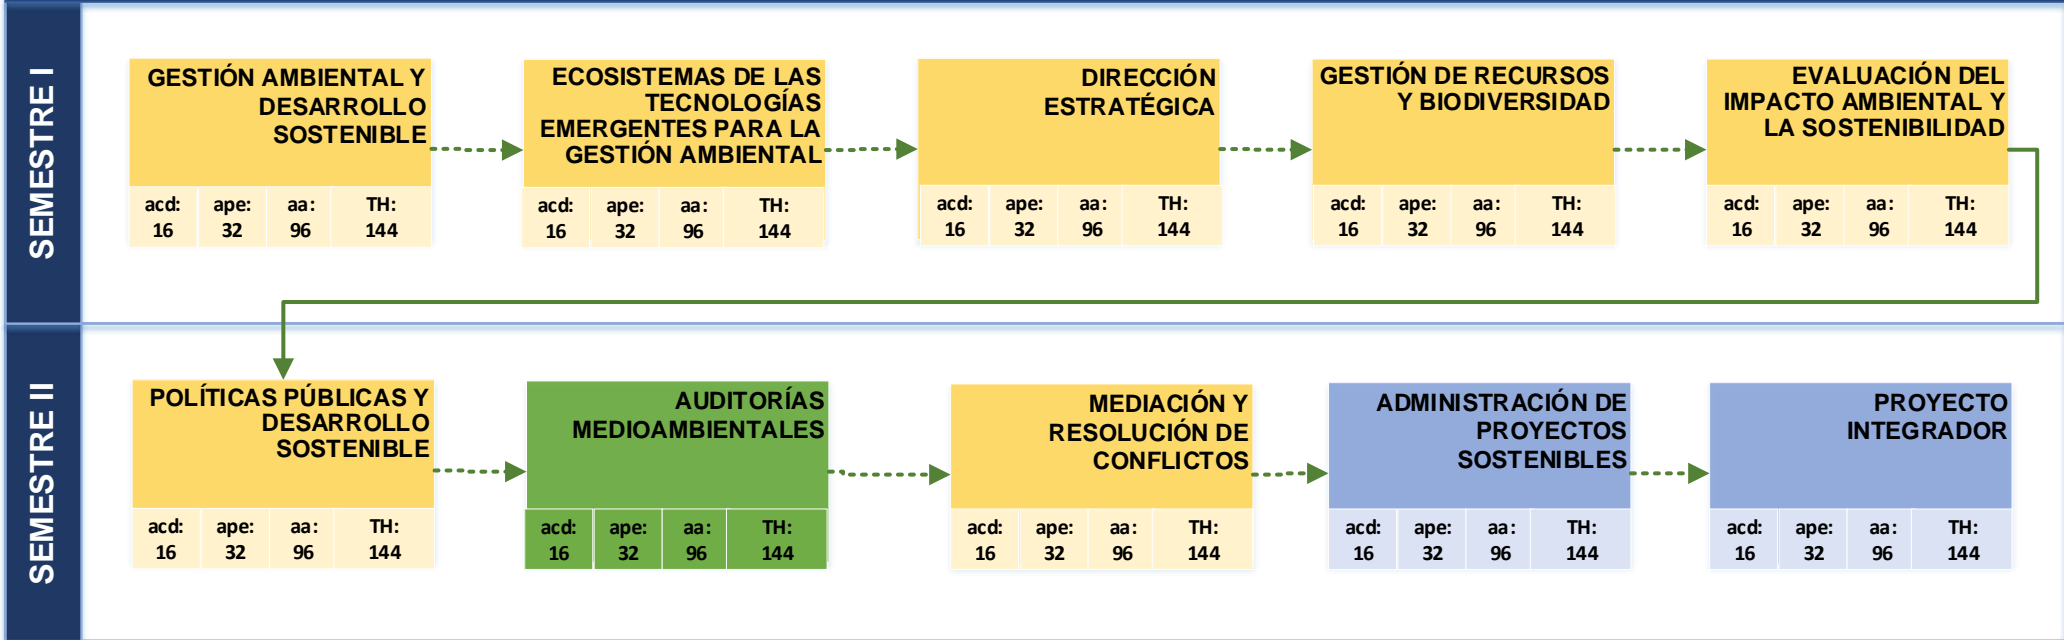 SEMESTRE I
GESTIÓN AMBIENTAL Y
DESARROLLO
SOSTENIBLE
acd: ape: aa: TH:
16 32 96 144
ECOSISTEMAS DE LAS
TECNOLOGÍAS
EMERGENTES PARA LA
GESTIÓN AMBIENTAL
acd: ape: aa: TH:
16 32 96 144
DIRECCIÓN
ESTRATÉGICA
acd: ape: aa: TH:
16 32 96 144
GESTIÓN DE RECURSOS
Y BIODIVERSIDAD
acd: ape: aa: TH:
16 32 96 144
EVALUACIÓN DEL
IMPACTO AMBIENTAL Y
LA SOSTENIBILIDAD
acd: ape: aa: TH:
16 32 96 144
SEMESTRE II
POLÍTICAS PÚBLICAS Y
DESARROLLO
SOSTENIBLE
acd: ape: aa: TH:
16 32 96 144
AUDITORÍAS
MEDIOAMBIENTALES
acd: ape: aa: TH:
16 32 96 144
MEDIACIÓN Y
RESOLUCIÓN DE
CONFLICTOS
acd: ape: aa: TH:
16 32 96 144
ADMINISTRACIÓN DE
PROYECTOS
SOSTENIBLES
acd: ape: aa: TH:
16 32 96 144
PROYECTO
INTEGRADOR
acd: ape: aa: TH:
16 32 96 144